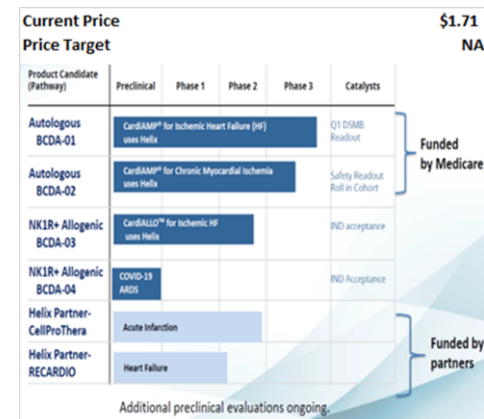 Current Price $1.71
Price Target NA
Product Candidate (Pathway) Preclinical Phase 1 Phase 2 Phase 3 Catalysts
Autologous BCDA-01
CardiAMP® for Ischemic Heart Failure (HF)
uses Helix
Q1 DSMB
Readout
Autologous BCDA-02
CardiAMP® for Chronic Myocardial Ischemia
uses Helix
Safety Readout
Roll in Cohort
Funded
by Medicare
NK1R+ Allogenic
BCDA-03
CardiALLO™ for Ischemic HF
uses Helix
IND acceptance
NK1R+ Allogenic
BCDA-04
COVID-19
ARDS
IND Acceptance
Helix Partner-
CellProThera
Acute Infarction
Helix Partner-
RECARDIO
Heart Failure
Funded by
partners
Additional preclinical evaluations ongoing.